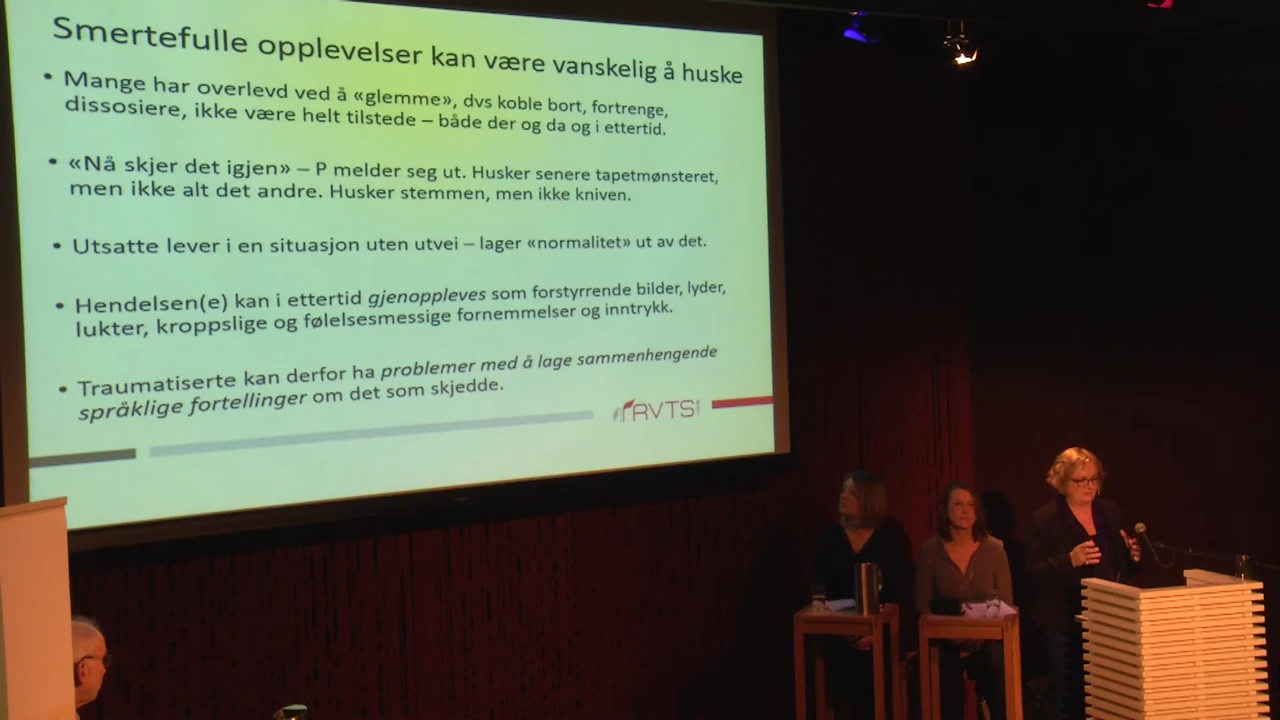 Smertefulle opplevelser kan være vanskelig å huske
• Mange har overlevd ved å «glemme», dvs koble bort, fortrenge,
dissosiere, ikke være helt tilstede – både der og da og i ettertid.
• «Nå skjer det igjen» – P melder seg ut. Husker senere tapetmønsteret,
men ikke alt det andre. Husker stemmen, men ikke kniven.
• Utsatte lever i en situasjon uten utvei – lager «normalitet» ut av det.
• Hendelsen(e) kan i ettertid gjenoppleves som forstyrrende bilder, lyder,
lukter, kroppslige og følelsesmessige fornemmelser og inntrykk.
• Traumatiserte kan derfor ha problemer med å lage sammenhengende
språklige fortellinger om det som skjedde.
RVTS